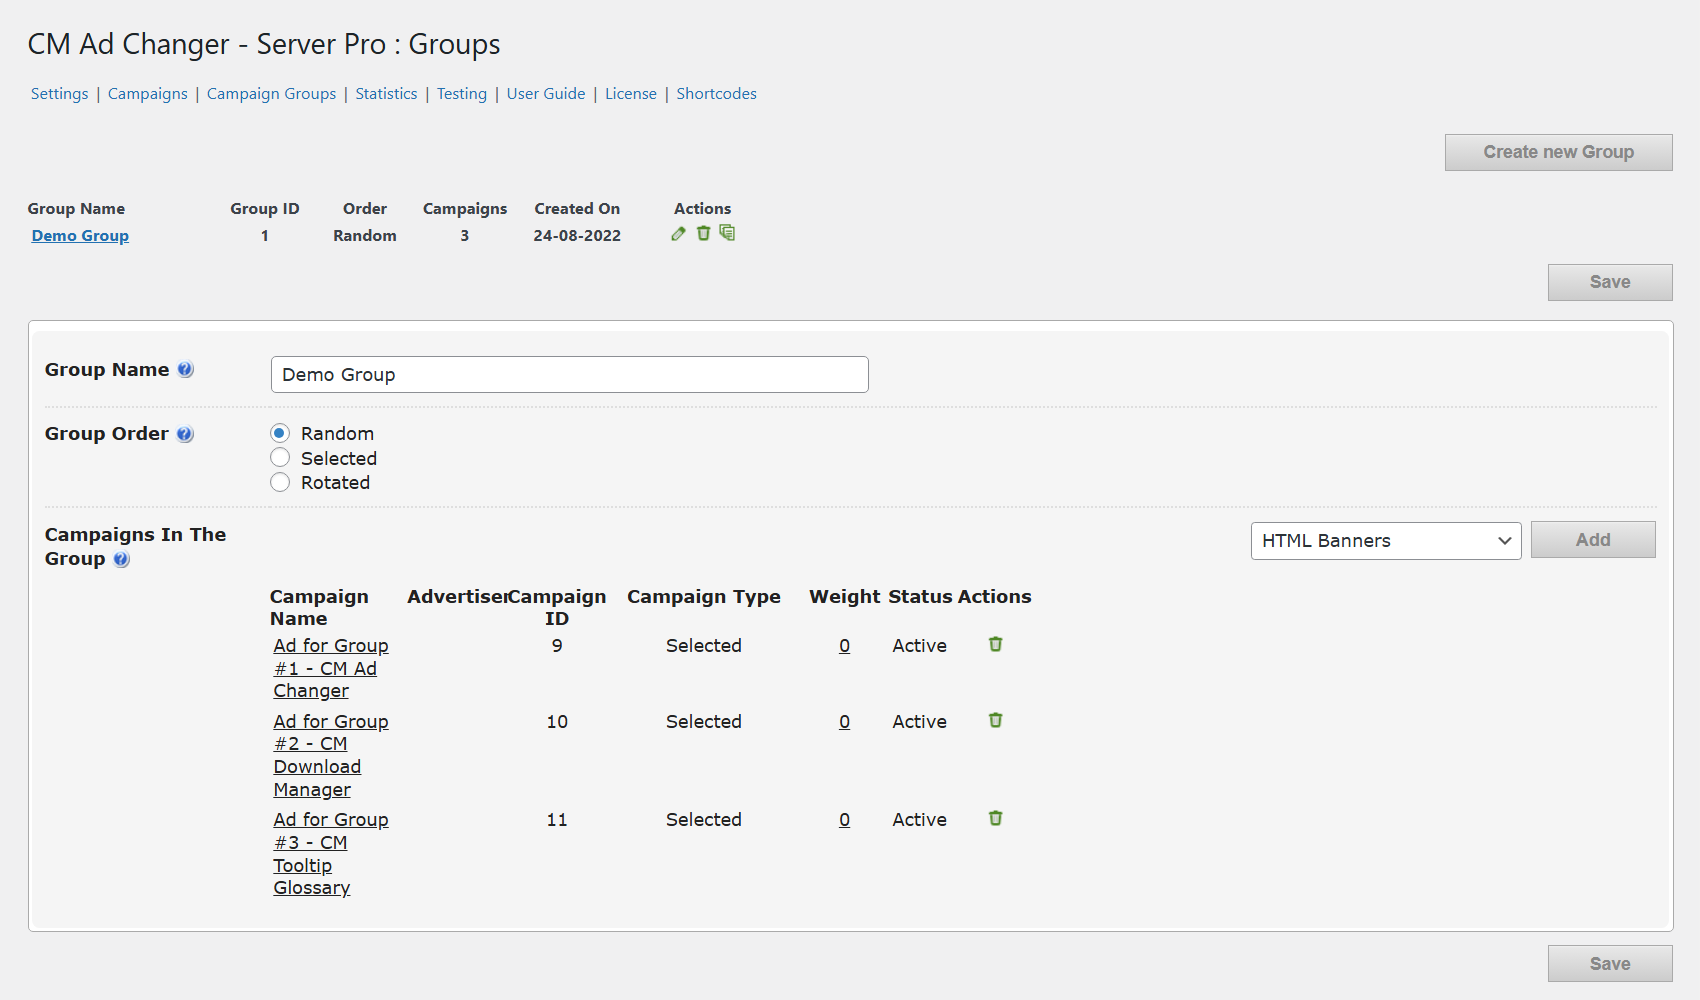 CM Ad Changer - Server Pro : Groups
Settings | Campaigns | Campaign Groups | Statistics | Testing | User Guide | License | Shortcodes
Create new Group
Group Name Group ID Order Campaigns Created On Actions
Demo Group 1 Random 3 24-08-2022
Save
Group Name Demo Group
Group Order Random
Selected
Rotated
Campaigns In The
Group
HTML Banners Add
Campaign Advertiser Campaign Campaign Type Weight Status Actions
Name ID
Ad for Group 9 Selected 0 Active
#1 - CM Ad
Changer
Ad for Group 10 Selected 0 Active
#2 - CM
Download
Manager
Ad for Group 11 Selected 0 Active
#3 - CM
Tooltip
Glossary
Save